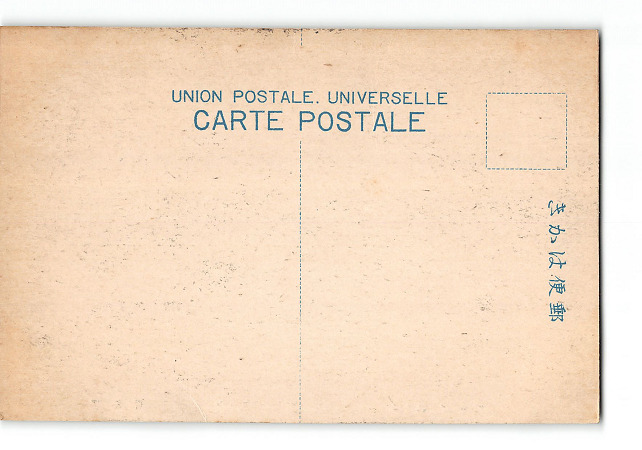 UNION POSTALE. UNIVERSELLE
CARTE POSTALE
きかは便郵